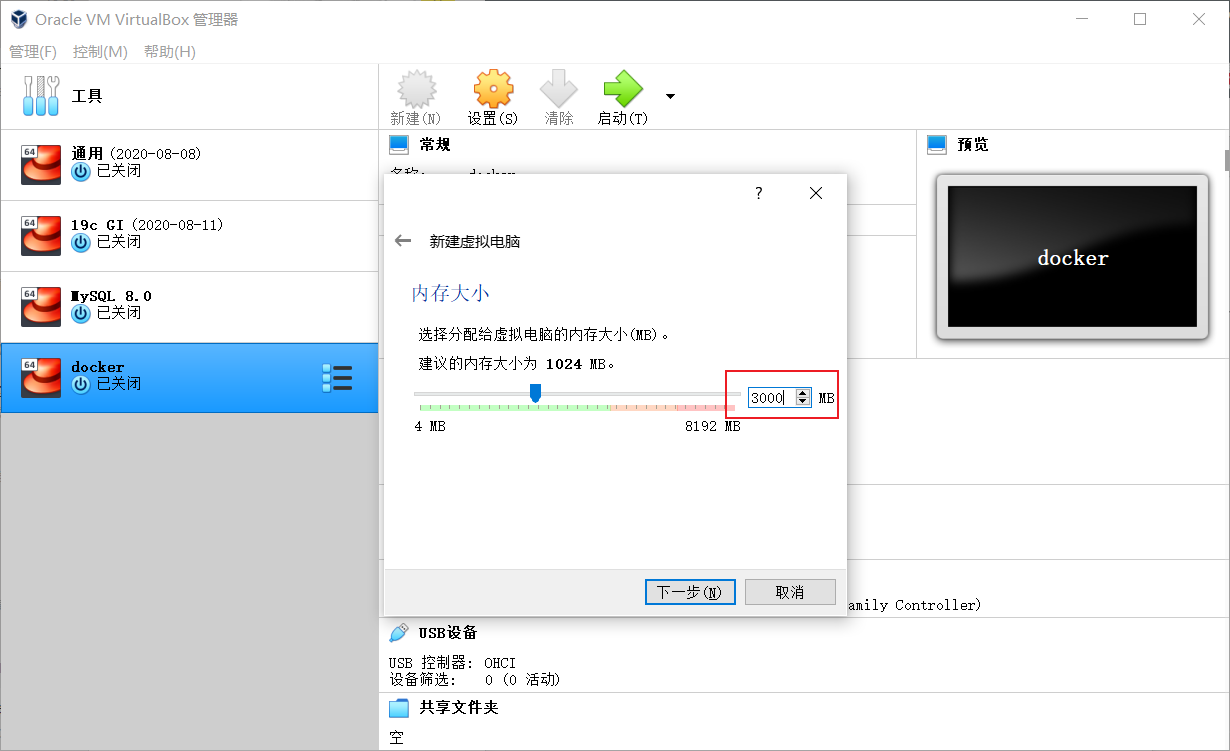 Oracle VM VirtualBox 管理器
管理(F) 控制(M) 帮助(H)
工具
新建(N) 设置(S) 清除 启动(T)
64 通用 (2020-08-08)
已关闭
64 19c GI (2020-08-11)
已关闭
64 MySQL 8.0
已关闭
64 docker
已关闭
常规
名称: docker
预览
docker
?
新建虚拟电脑
内存大小
选择分配给虚拟电脑的内存大小(MB)。
建议的内存大小为 1024 MB。
3000 MB
4 MB 8192 MB
下一步(N) 取消
amily Controller)
USB设备
USB 控制器: OHCI
设备筛选: 0 (0 活动)
共享文件夹
空